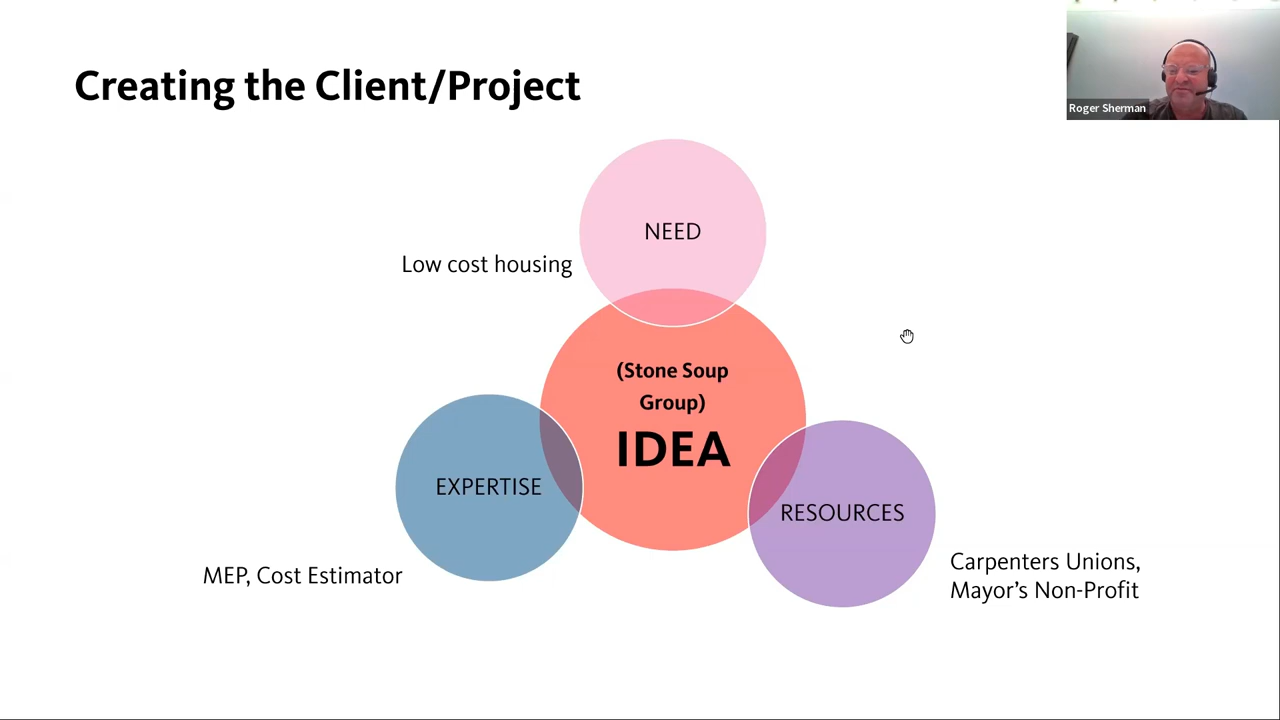 Creating the Client/Project
Roger Sherman
NEED
Low cost housing
(Stone Soup
Group)
IDEA
EXPERTISE
RESOURCES
MEP, Cost Estimator
Carpenters Unions,
Mayor’s Non-Profit